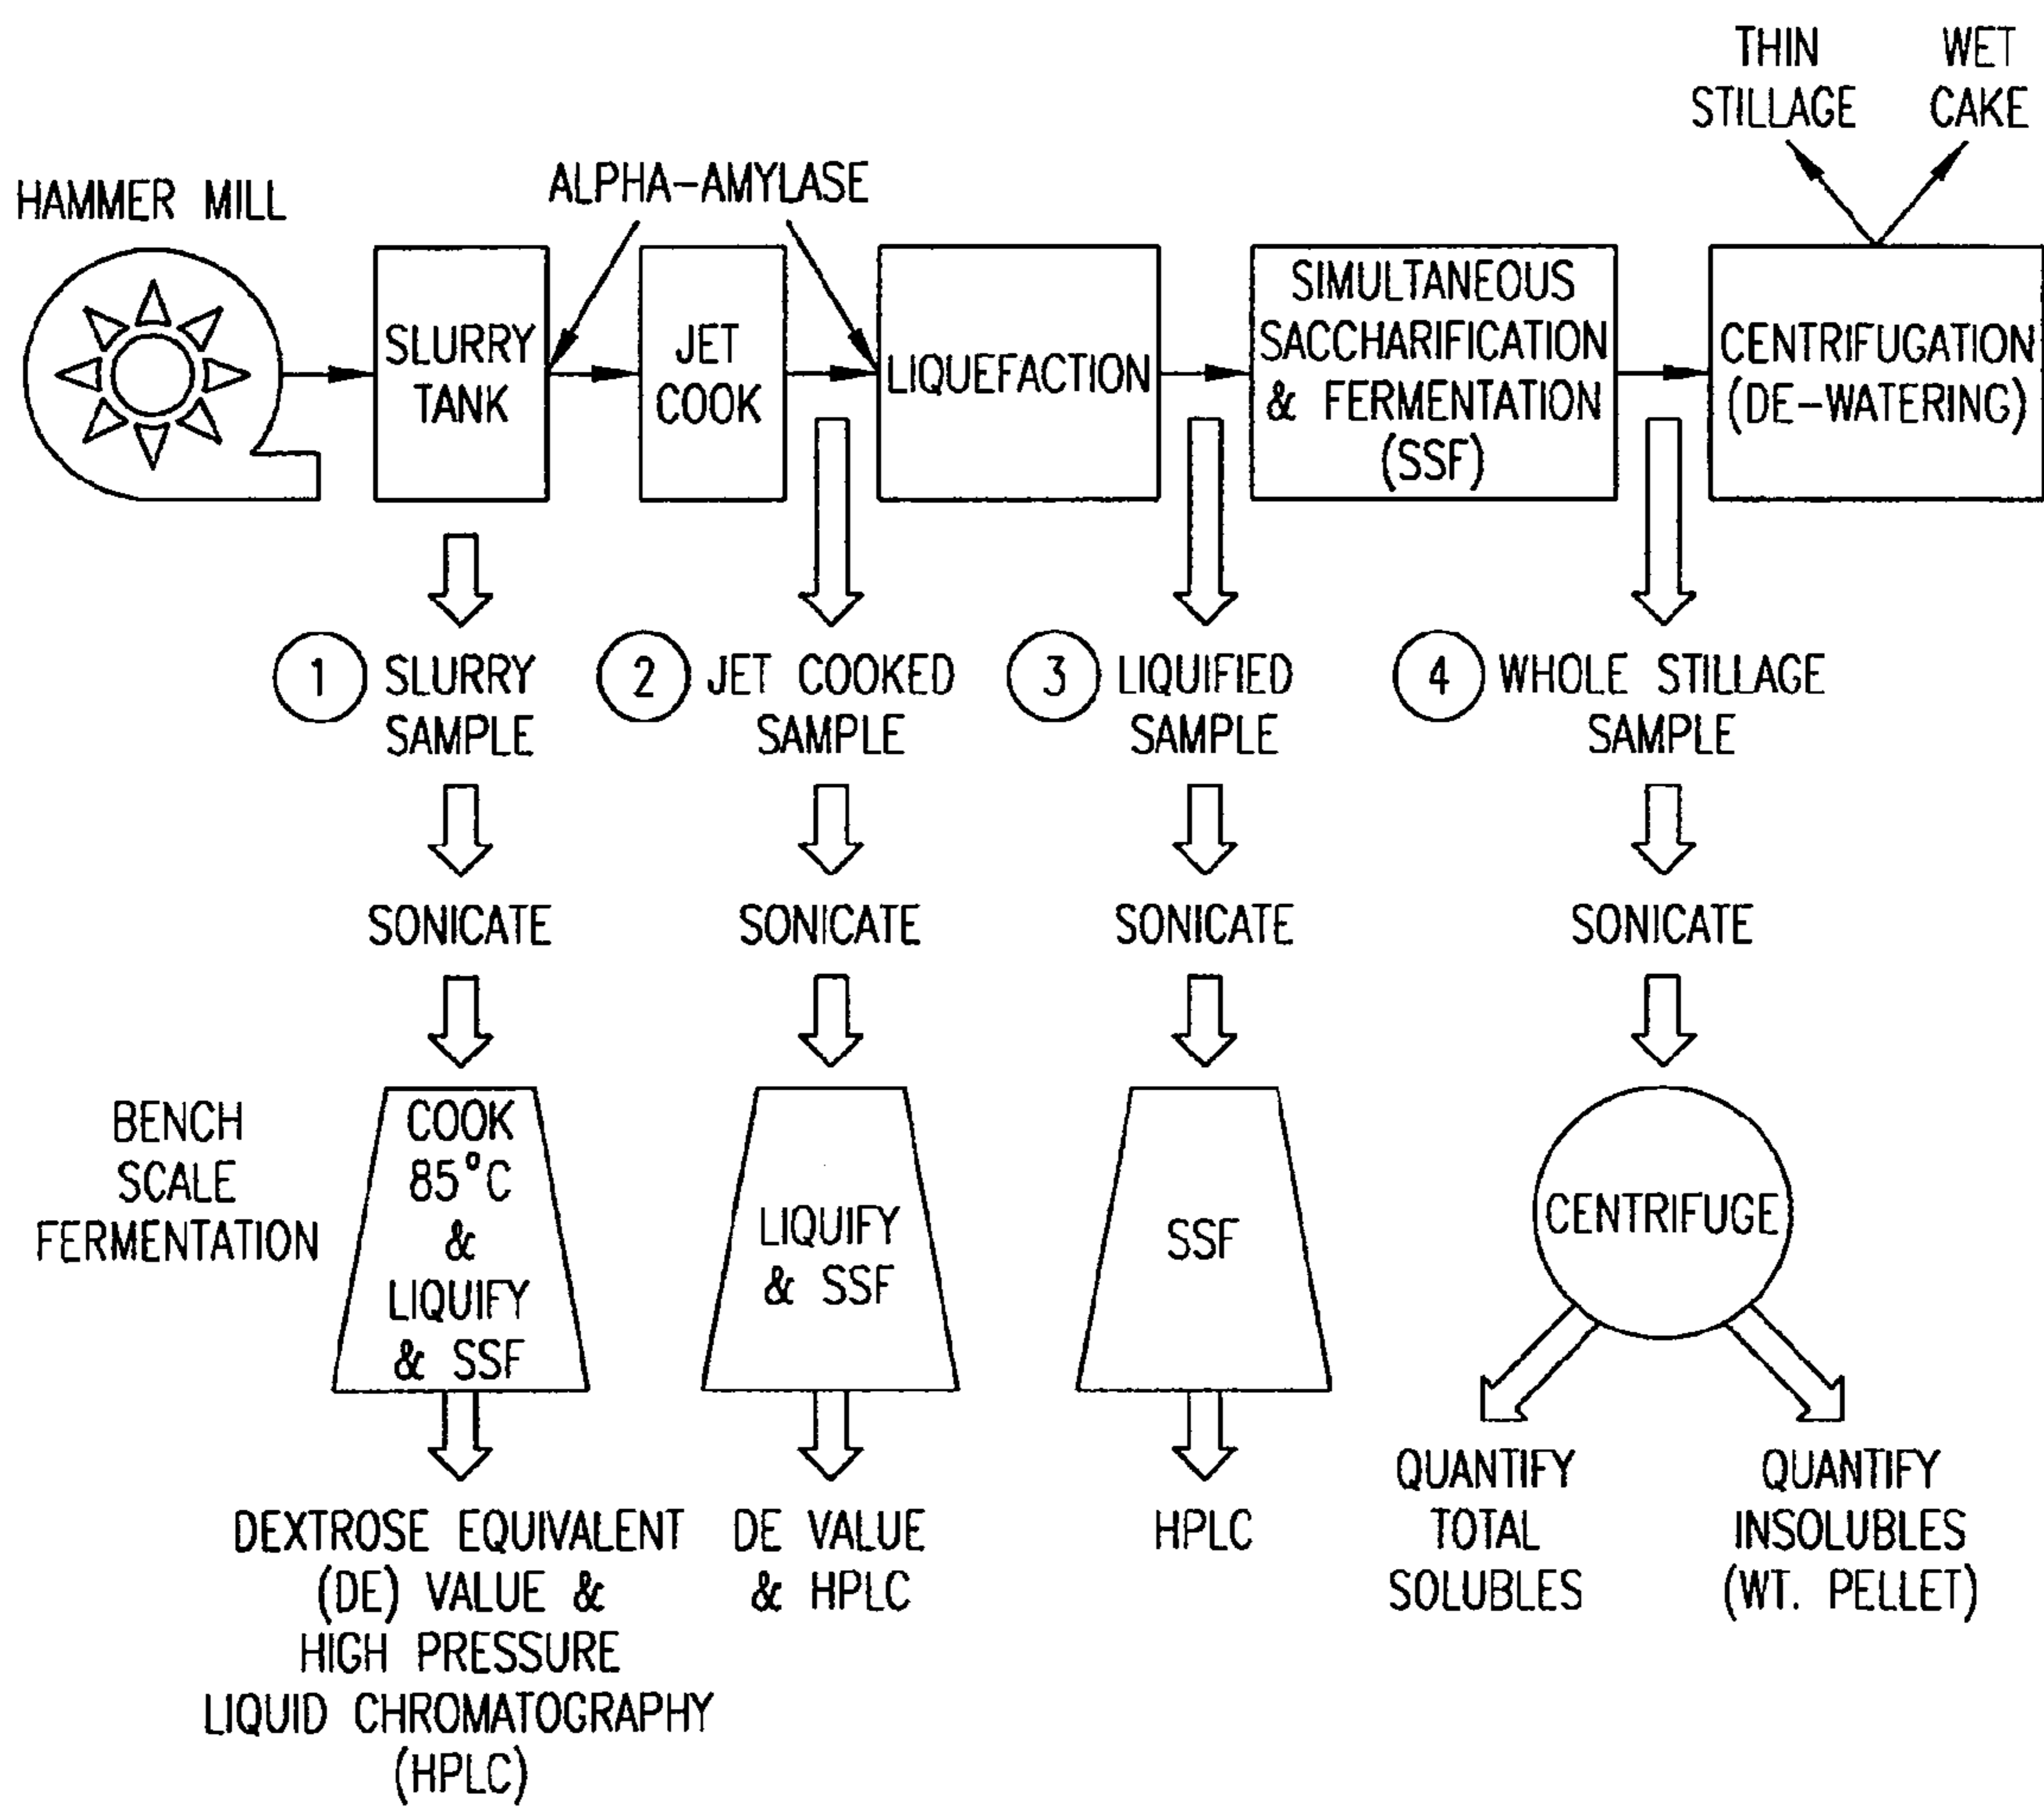 THIN
STILLAGE
WET
CAKE
HAMMER MILL
ALPHA-AMYLASE
SLURRY
TANK
JET
COOK
LIQUEFACTION
SIMULTANEOUS
SACCHARIFICATION
& FERMENTATION
(SSF)
CENTRIFUGATION
(DE-WATERING)
1 SLURRY
SAMPLE
2 JET COOKED
SAMPLE
3 LIQUIFIED
SAMPLE
4 WHOLE STILLAGE
SAMPLE
SONICATE
SONICATE
SONICATE
SONICATE
BENCH
SCALE
FERMENTATION
COOK
85°C
&
LIQUIFY
& SSF
LIQUIFY
& SSF
SSF
CENTRIFUGE
DEXTROSE EQUIVALENT
(DE) VALUE &
HIGH PRESSURE
LIQUID CHROMATOGRAPHY
(HPLC)
DE VALUE
& HPLC
HPLC
QUANTIFY
TOTAL
SOLUBLES
QUANTIFY
INSOLUBLES
(WT. PELLET)